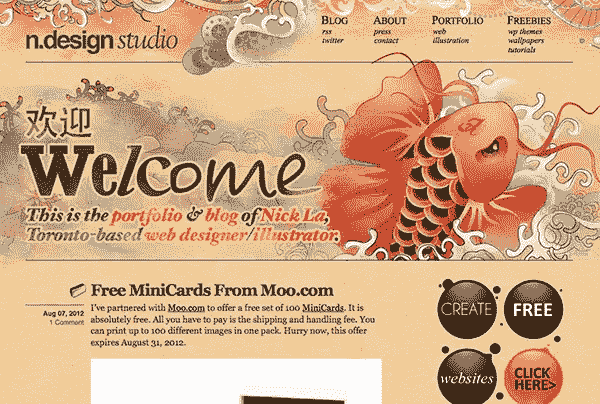 n.design studio
Blog
rss
twitter
About
press
contact
Portfolio
web
illustration
Freebies
wp themes
wallpapers
tutorials
欢迎
Welcome
This is the portfolio & blog of Nick La,
Toronto-based web designer/illustrator.
Free MiniCards From Moo.com
Aug 07, 2012
1 Comment
I've partnered with Moo.com to offer a free set of 100 MiniCards. It is
absolutely free. All you have to pay is the shipping and handling fee. You
can print up to 100 different images in one pack. Hurry now, this offer
expires August 31, 2012.
CREATE
FREE
websites
CLICK
HERE>